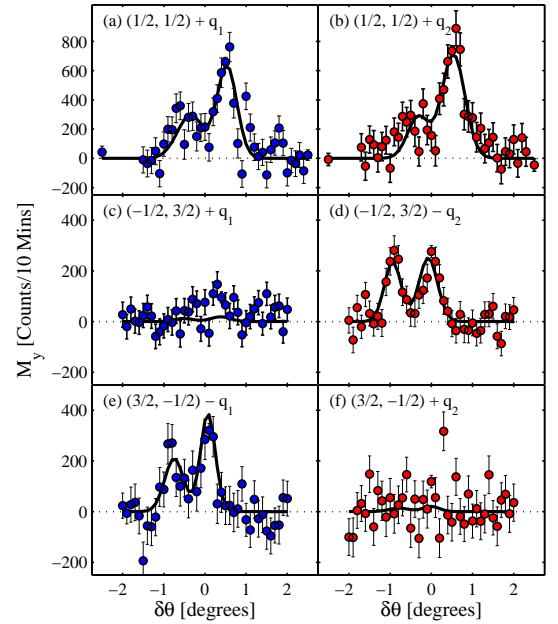 (a) (1/2, 1/2) + q1
(b) (1/2, 1/2) + q2
800
600
400
200
0
−200
(c) (−1/2, 3/2) + q1
(d) (−1/2, 3/2) − q2
400
200
0
−200
M_y [Counts/10 Mins]
(e) (3/2, −1/2) − q1
(f) (3/2, −1/2) + q2
400
200
0
−200
−2 −1 0 1 2
−2 −1 0 1 2
δθ [degrees]
δθ [degrees]